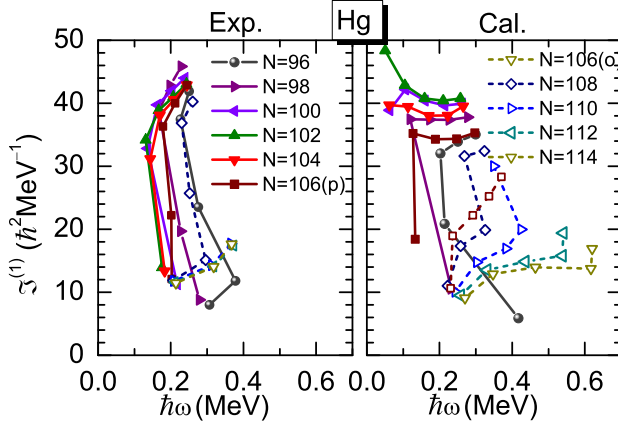 Exp.
Hg
Cal.
50
40
30
20
10
0
ℑ⁽¹⁾ (ℏ²MeV⁻¹)
N=96
N=98
N=100
N=102
N=104
N=106(p)
N=106(o)
N=108
N=110
N=112
N=114
0.0 0.2 0.4 0.6 0.0 0.2 0.4 0.6
ℏω(MeV) ℏω(MeV)